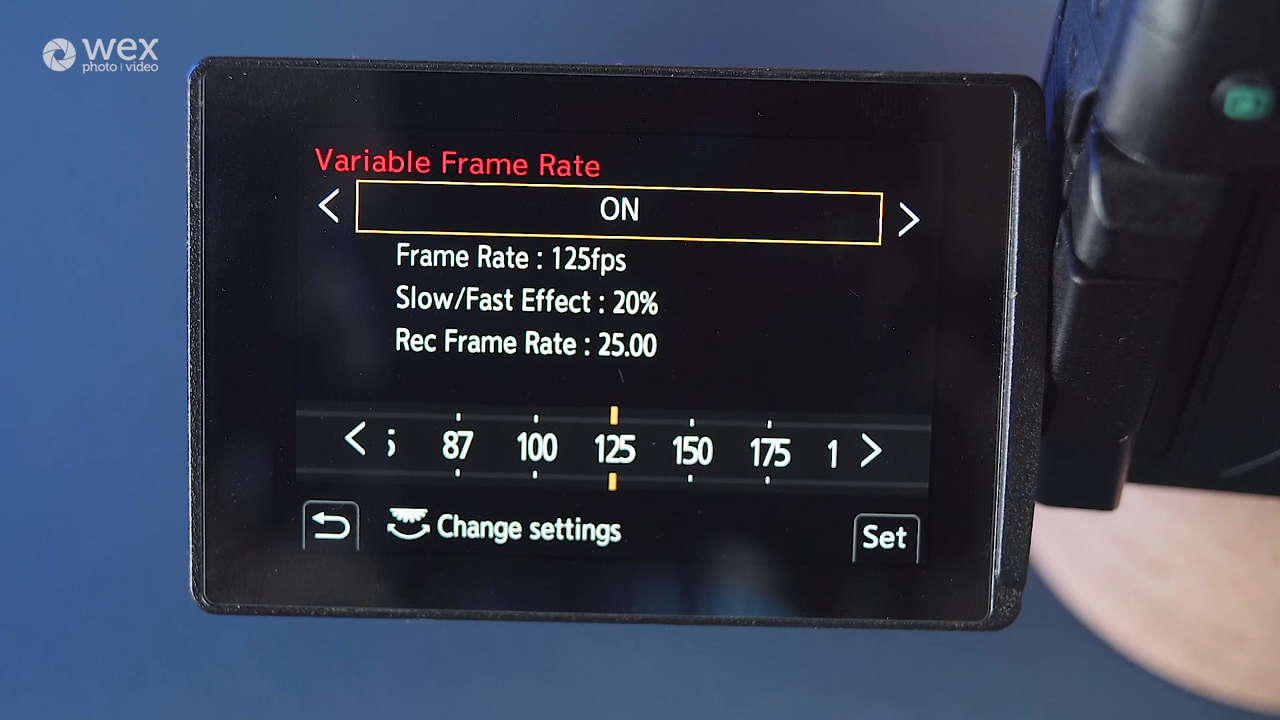 wex
photo | video
Variable Frame Rate
< ON >
Frame Rate : 125fps
Slow/Fast Effect : 20%
Rec Frame Rate : 25.00
< 87 100 125 150 175 >
Change settings
Set